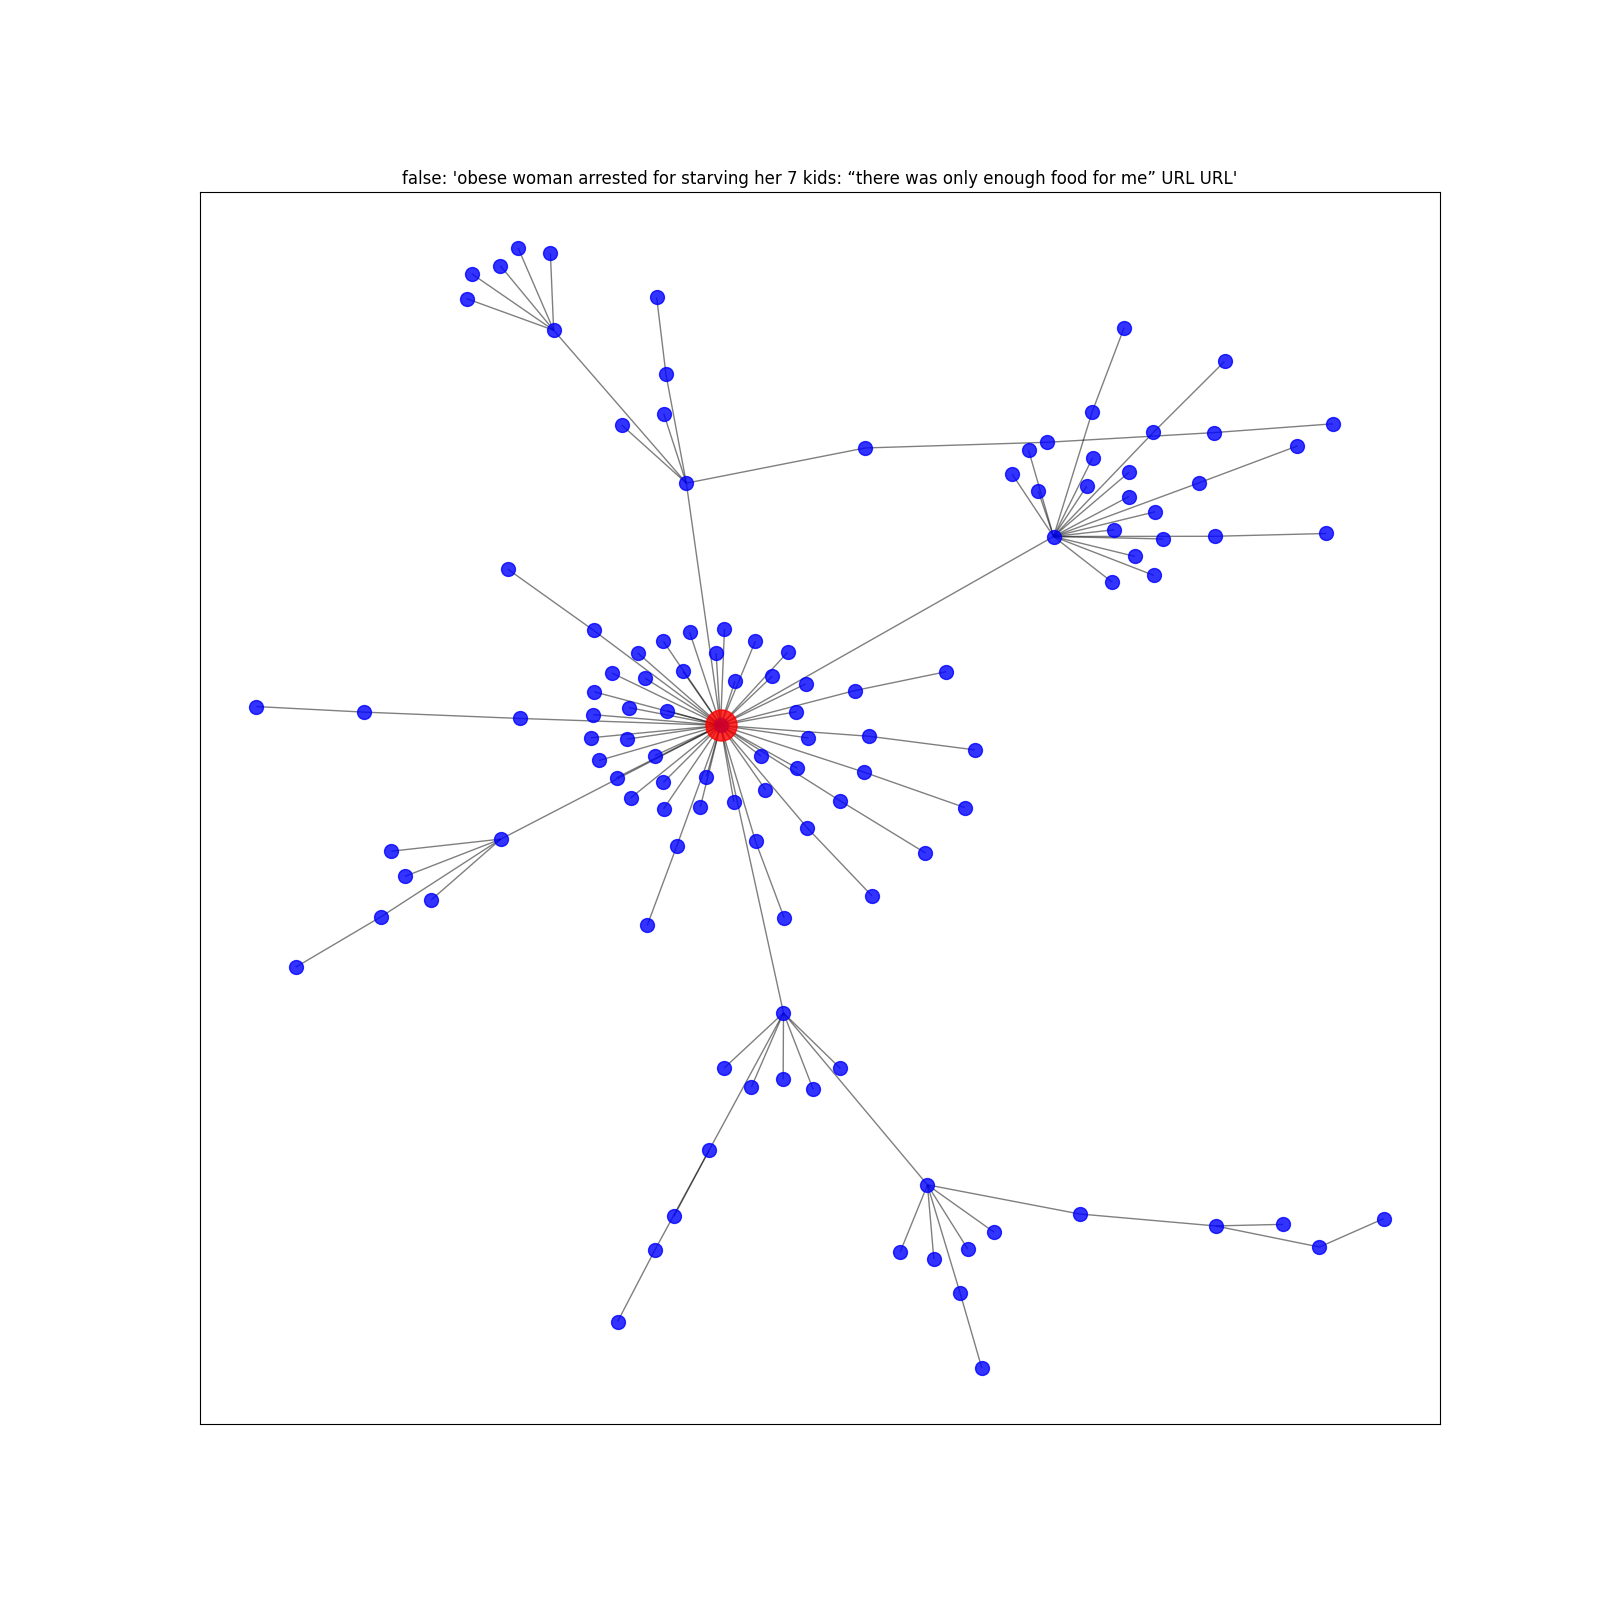 false: 'obese woman arrested for starving her 7 kids: “there was only enough food for me” URL URL'